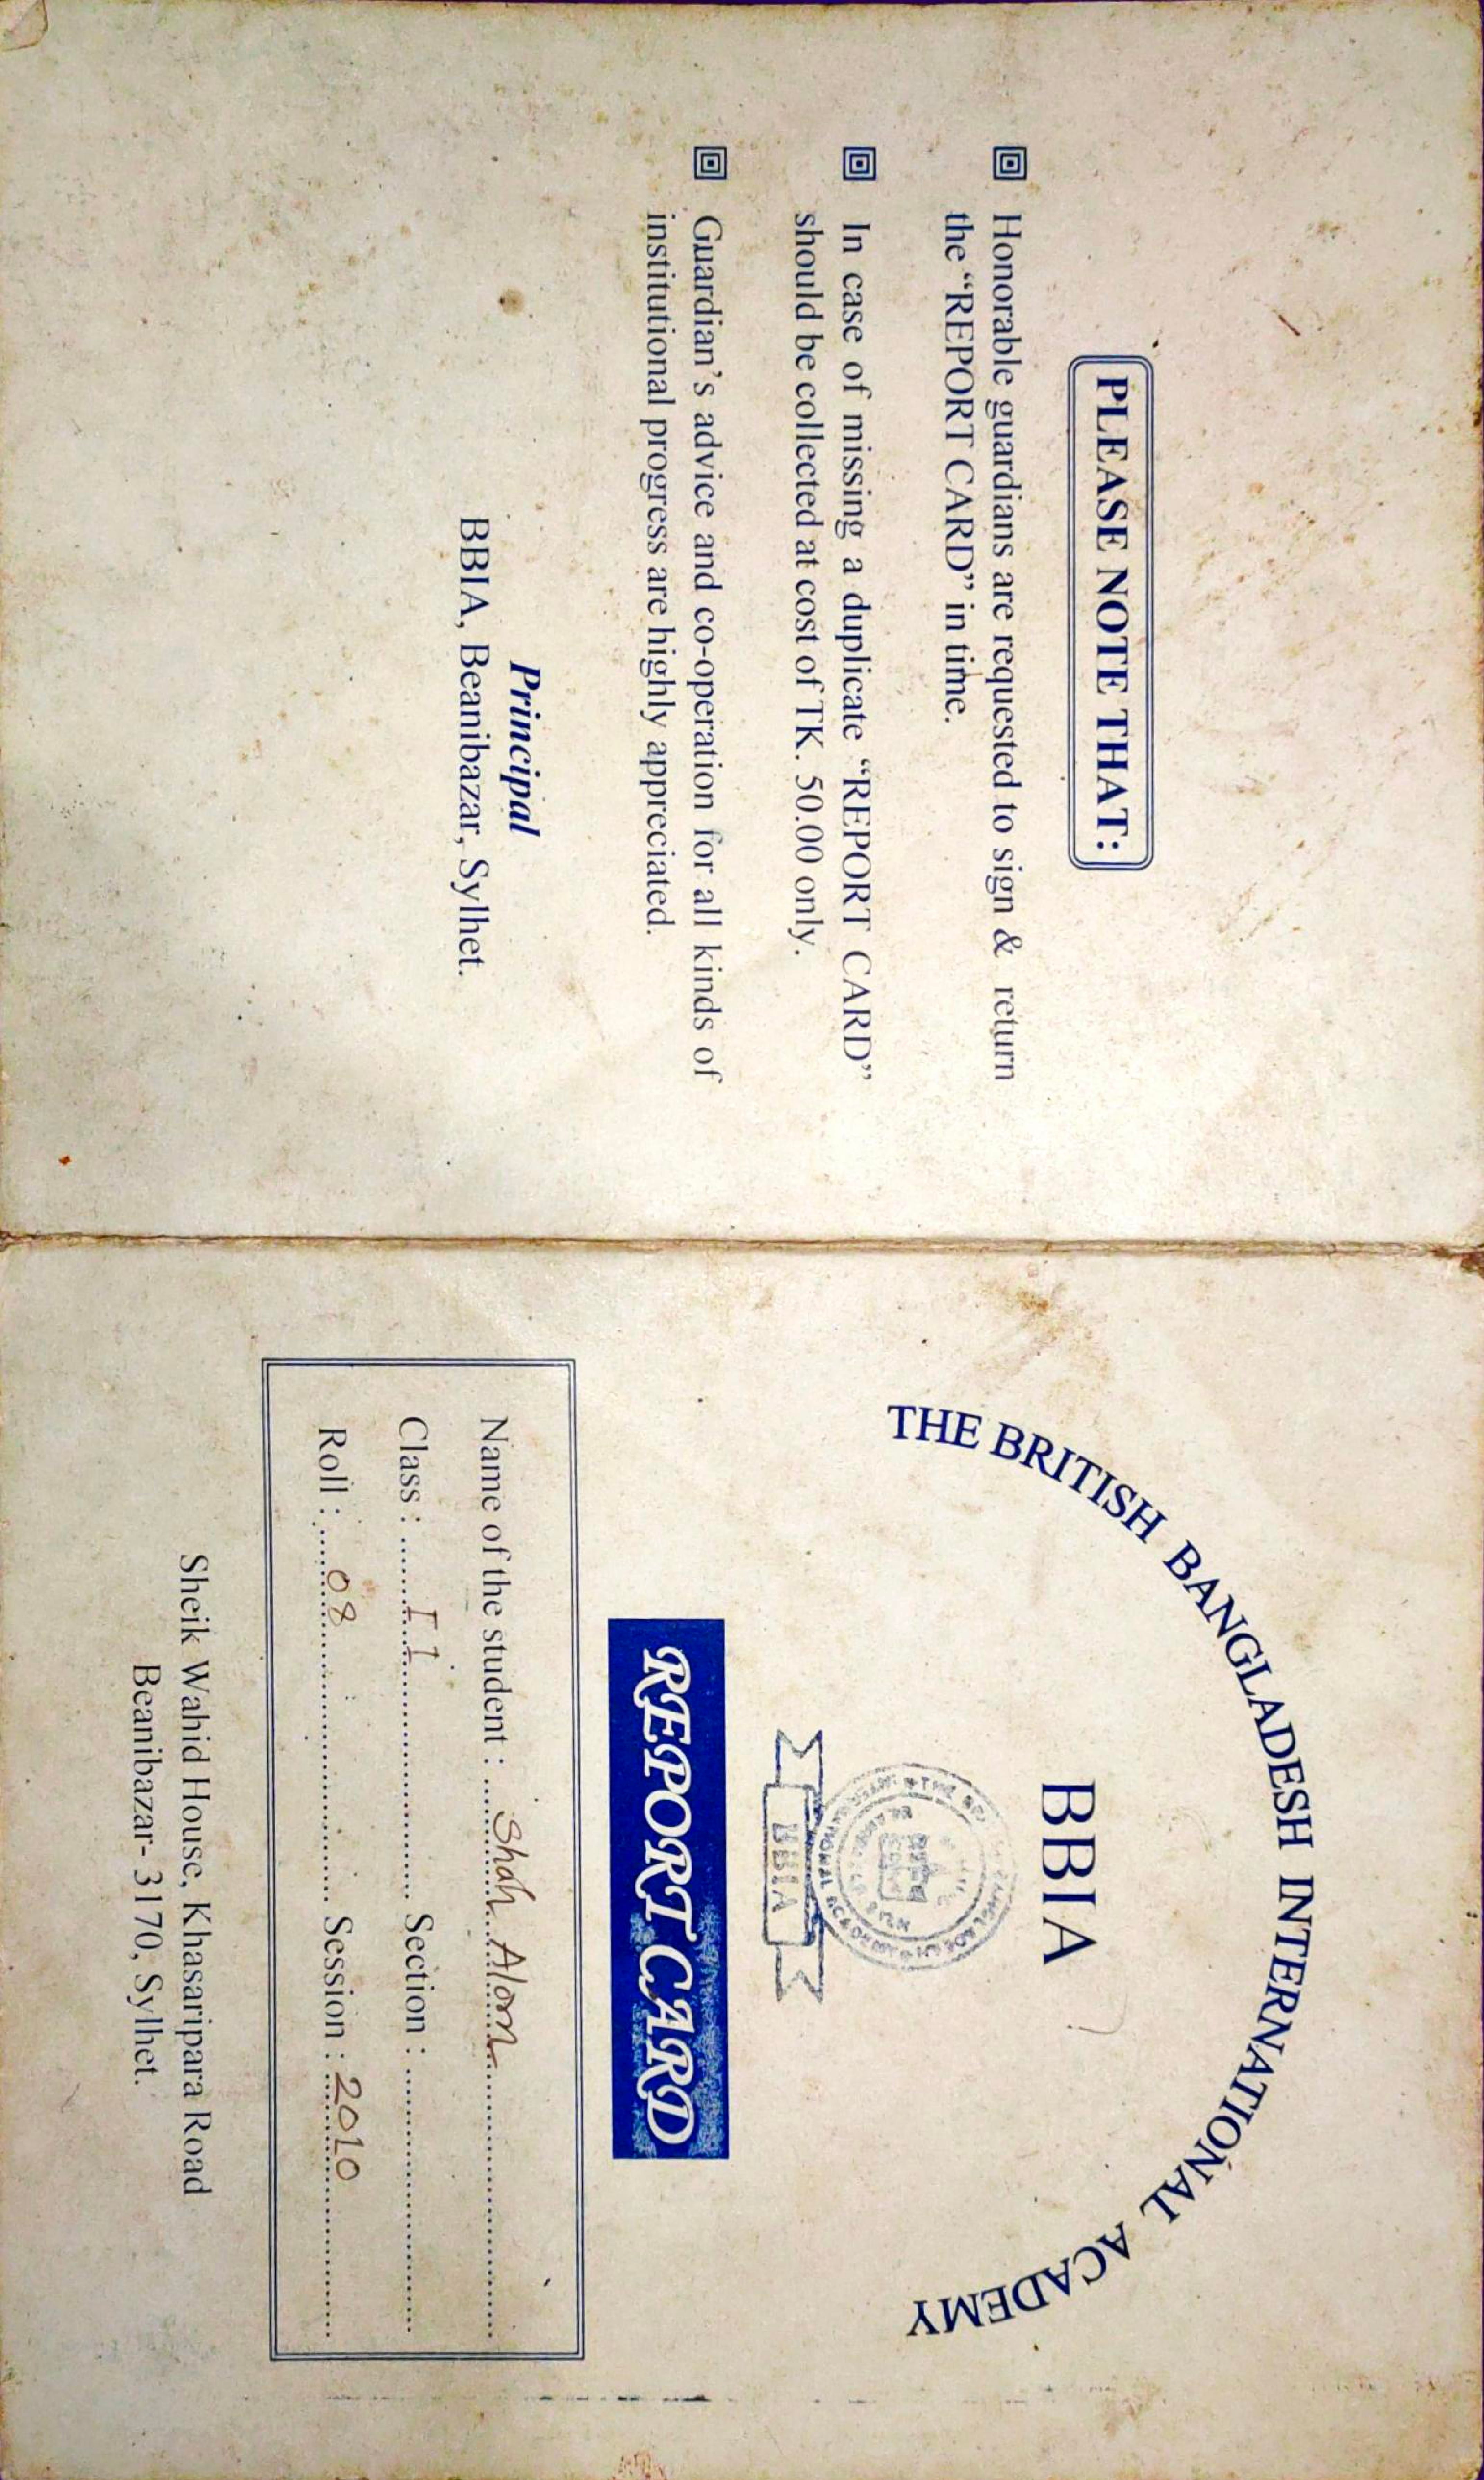 PLEASE NOTE THAT:
Honorable guardians are requested to sign & return
the “REPORT CARD” in time.
In case of missing a duplicate “REPORT CARD”
should be collected at cost of TK. 50.00 only.
Guardian’s advice and co-operation for all kinds of
institutional progress are highly appreciated.
Principal
BBIA, Beanibazar, Sylhet.
THE BRITISH BANGLADESH INTERNATIONAL ACADEMY
BBIA
BBIA
REPORT CARD
Name of the student : Shah Alom
Class : II Section :
Roll : 08 Session : 2010
Sheik Wahid House, Khasaripara Road
Beanibazar- 3170, Sylhet.